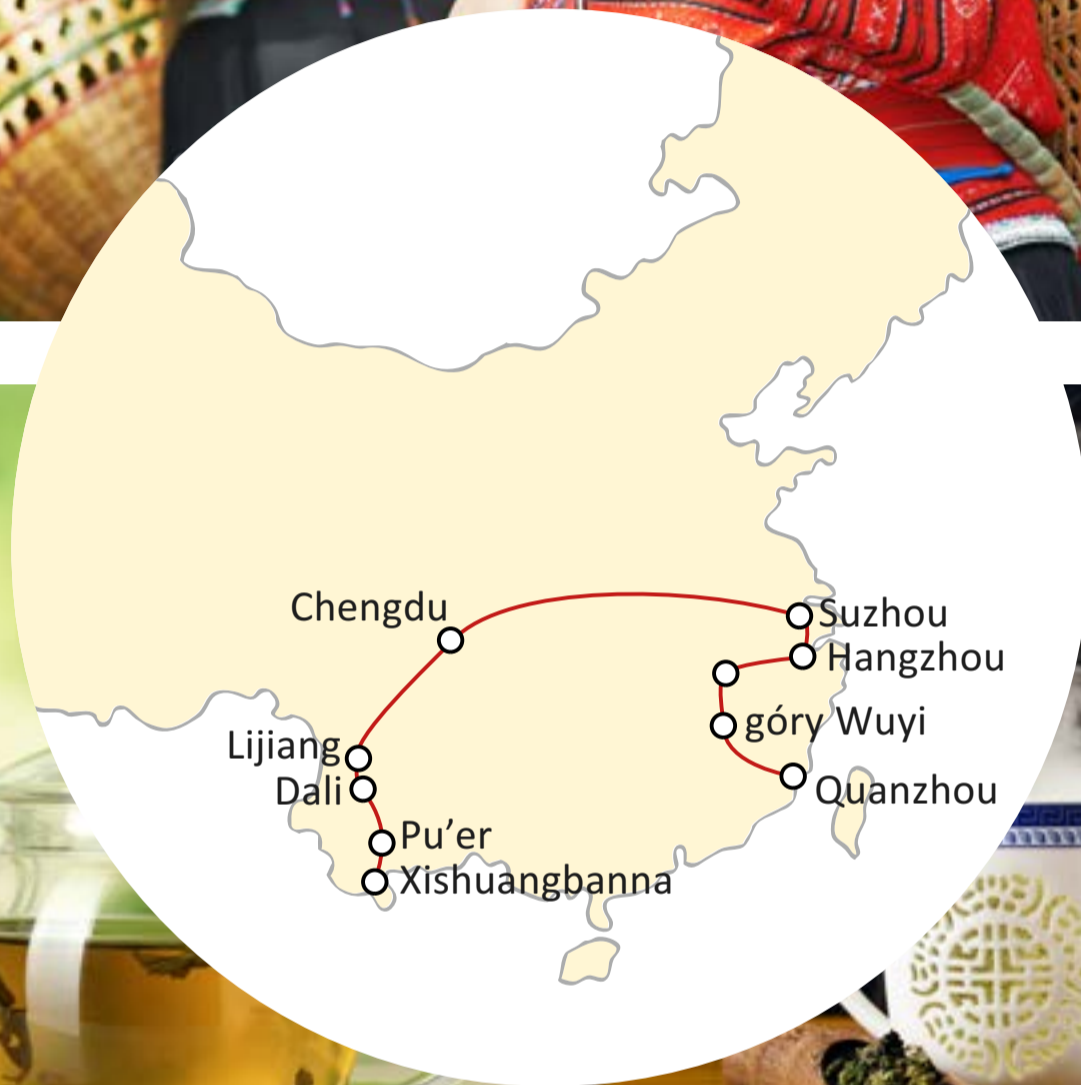 Chengdu
Suzhou
Hangzhou
góry Wuyi
Lijiang
Dali
Quanzhou
Pu’er
Xishuangbanna